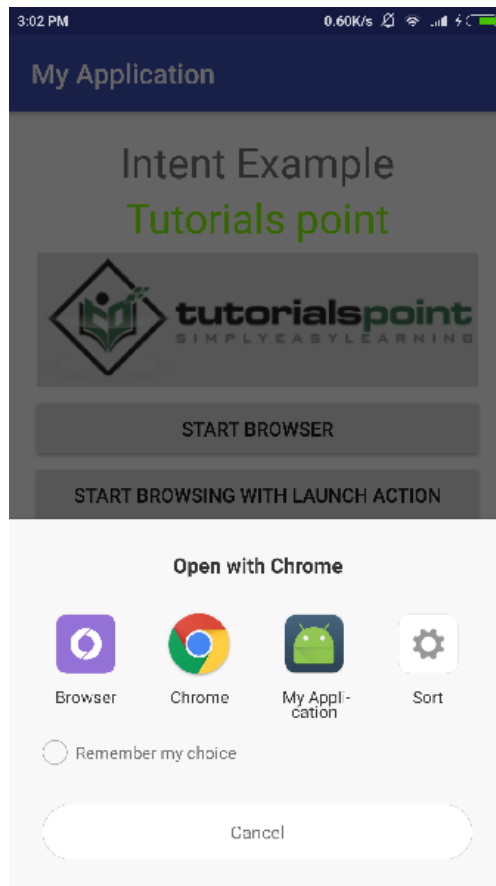 3:02 PM
0.60K/s
My Application
Intent Example
Tutorials point
tutorialspoint
SIMPLYEASYLEARNING
START BROWSER
START BROWSING WITH LAUNCH ACTION
Open with Chrome
Browser
Chrome
My Appli-
cation
Sort
Remember my choice
Cancel